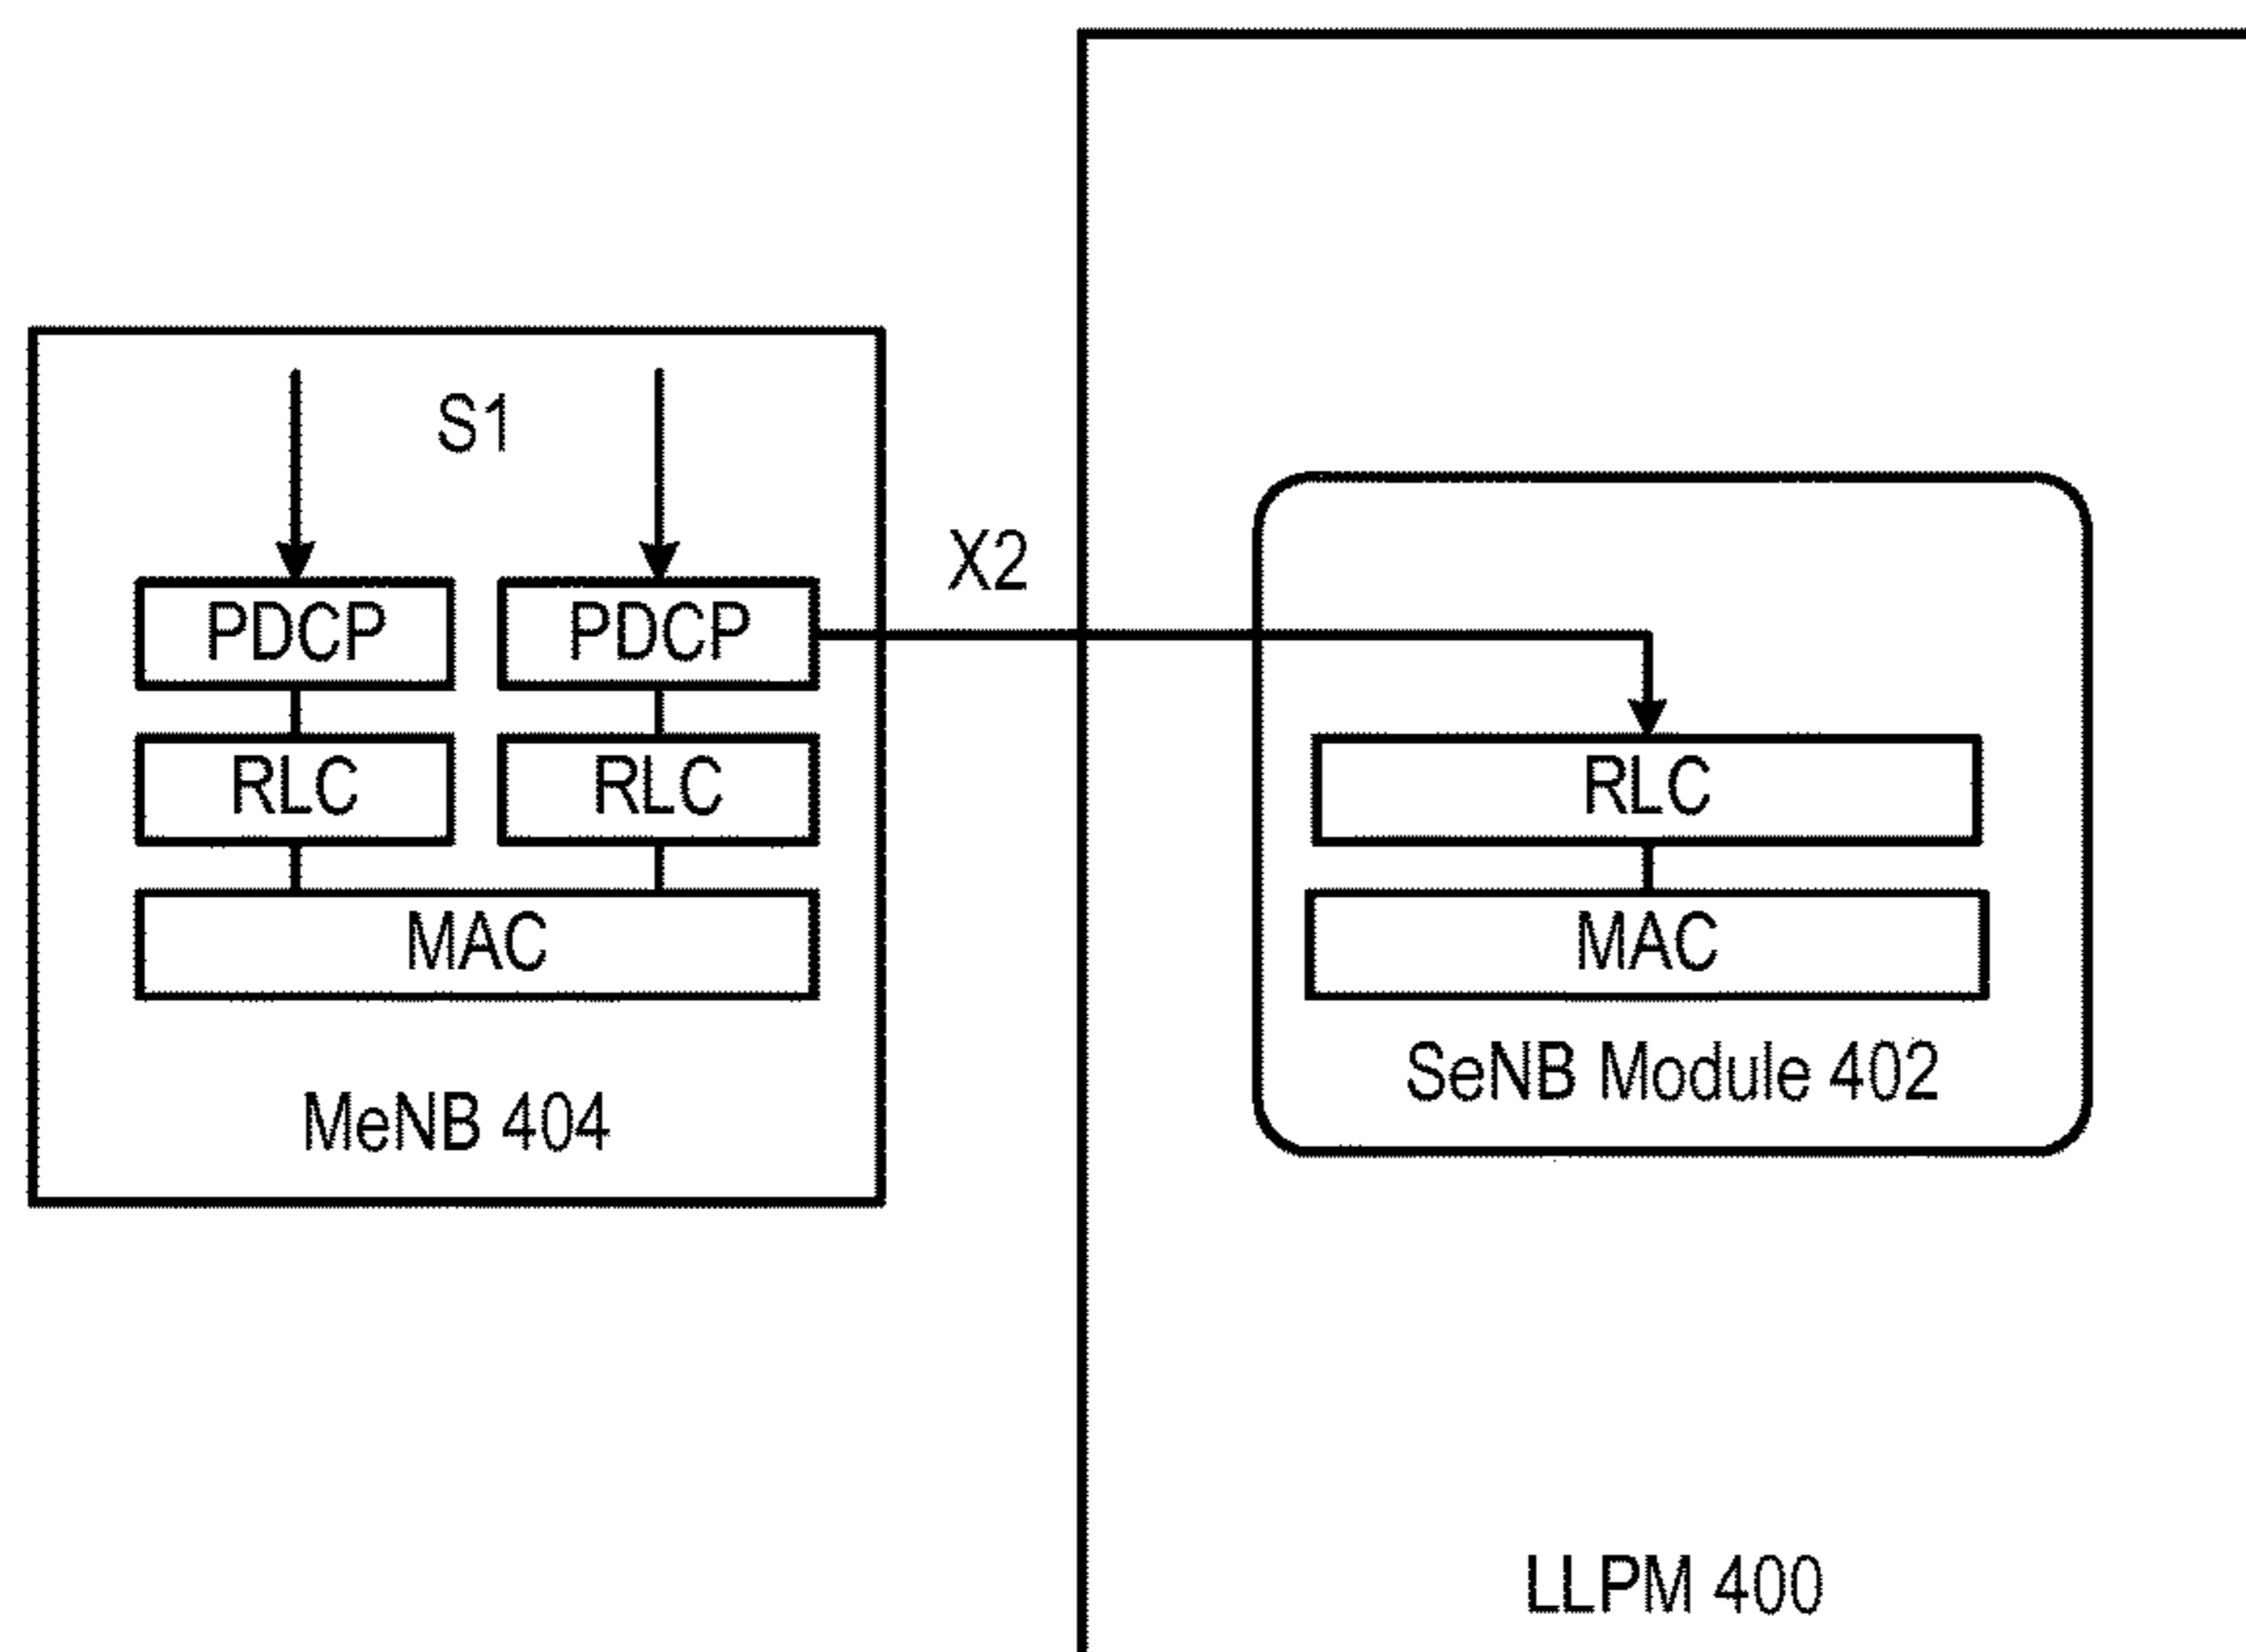 S1
X2
PDCP
PDCP
RLC
RLC
MAC
MeNB 404
RLC
MAC
SeNB Module 402
LLPM 400